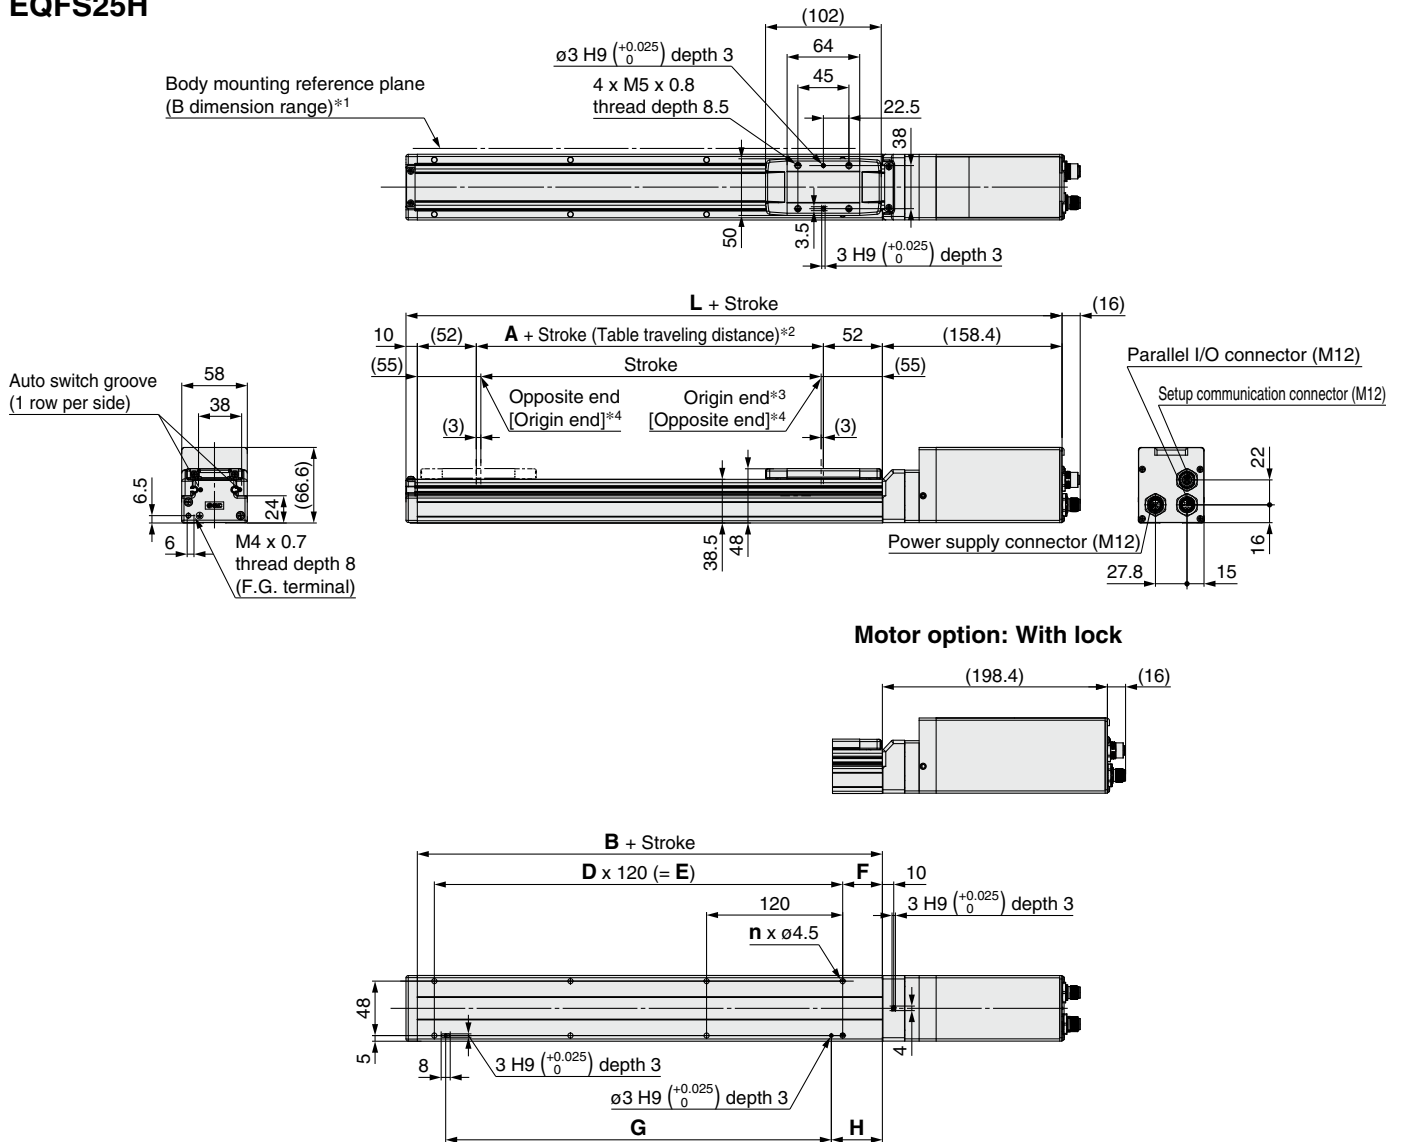 EQFS25H
(102)
64
45
22.5
38
ø3 H9 (+0.025 0) depth 3
4 x M5 x 0.8
thread depth 8.5
Body mounting reference plane
(B dimension range)*1
50
3.5
3 H9 (+0.025 0) depth 3
L + Stroke
(16)
10
(52)
A + Stroke (Table traveling distance)*2
52
(158.4)
(55)
Stroke
(55)
Opposite end
[Origin end]*4
Origin end*3
[Opposite end]*4
(3)
(3)
Auto switch groove
(1 row per side)
58
38
6.5
6
24
(66.6)
M4 x 0.7
thread depth 8
(F.G. terminal)
38.5
48
Parallel I/O connector (M12)
Setup communication connector (M12)
22
16
Power supply connector (M12)
27.8
15
Motor option: With lock
(198.4)
(16)
B + Stroke
D x 120 (= E)
F
10
120
3 H9 (+0.025 0) depth 3
n x ø4.5
48
5
8
3 H9 (+0.025 0) depth 3
4
ø3 H9 (+0.025 0) depth 3
G
H